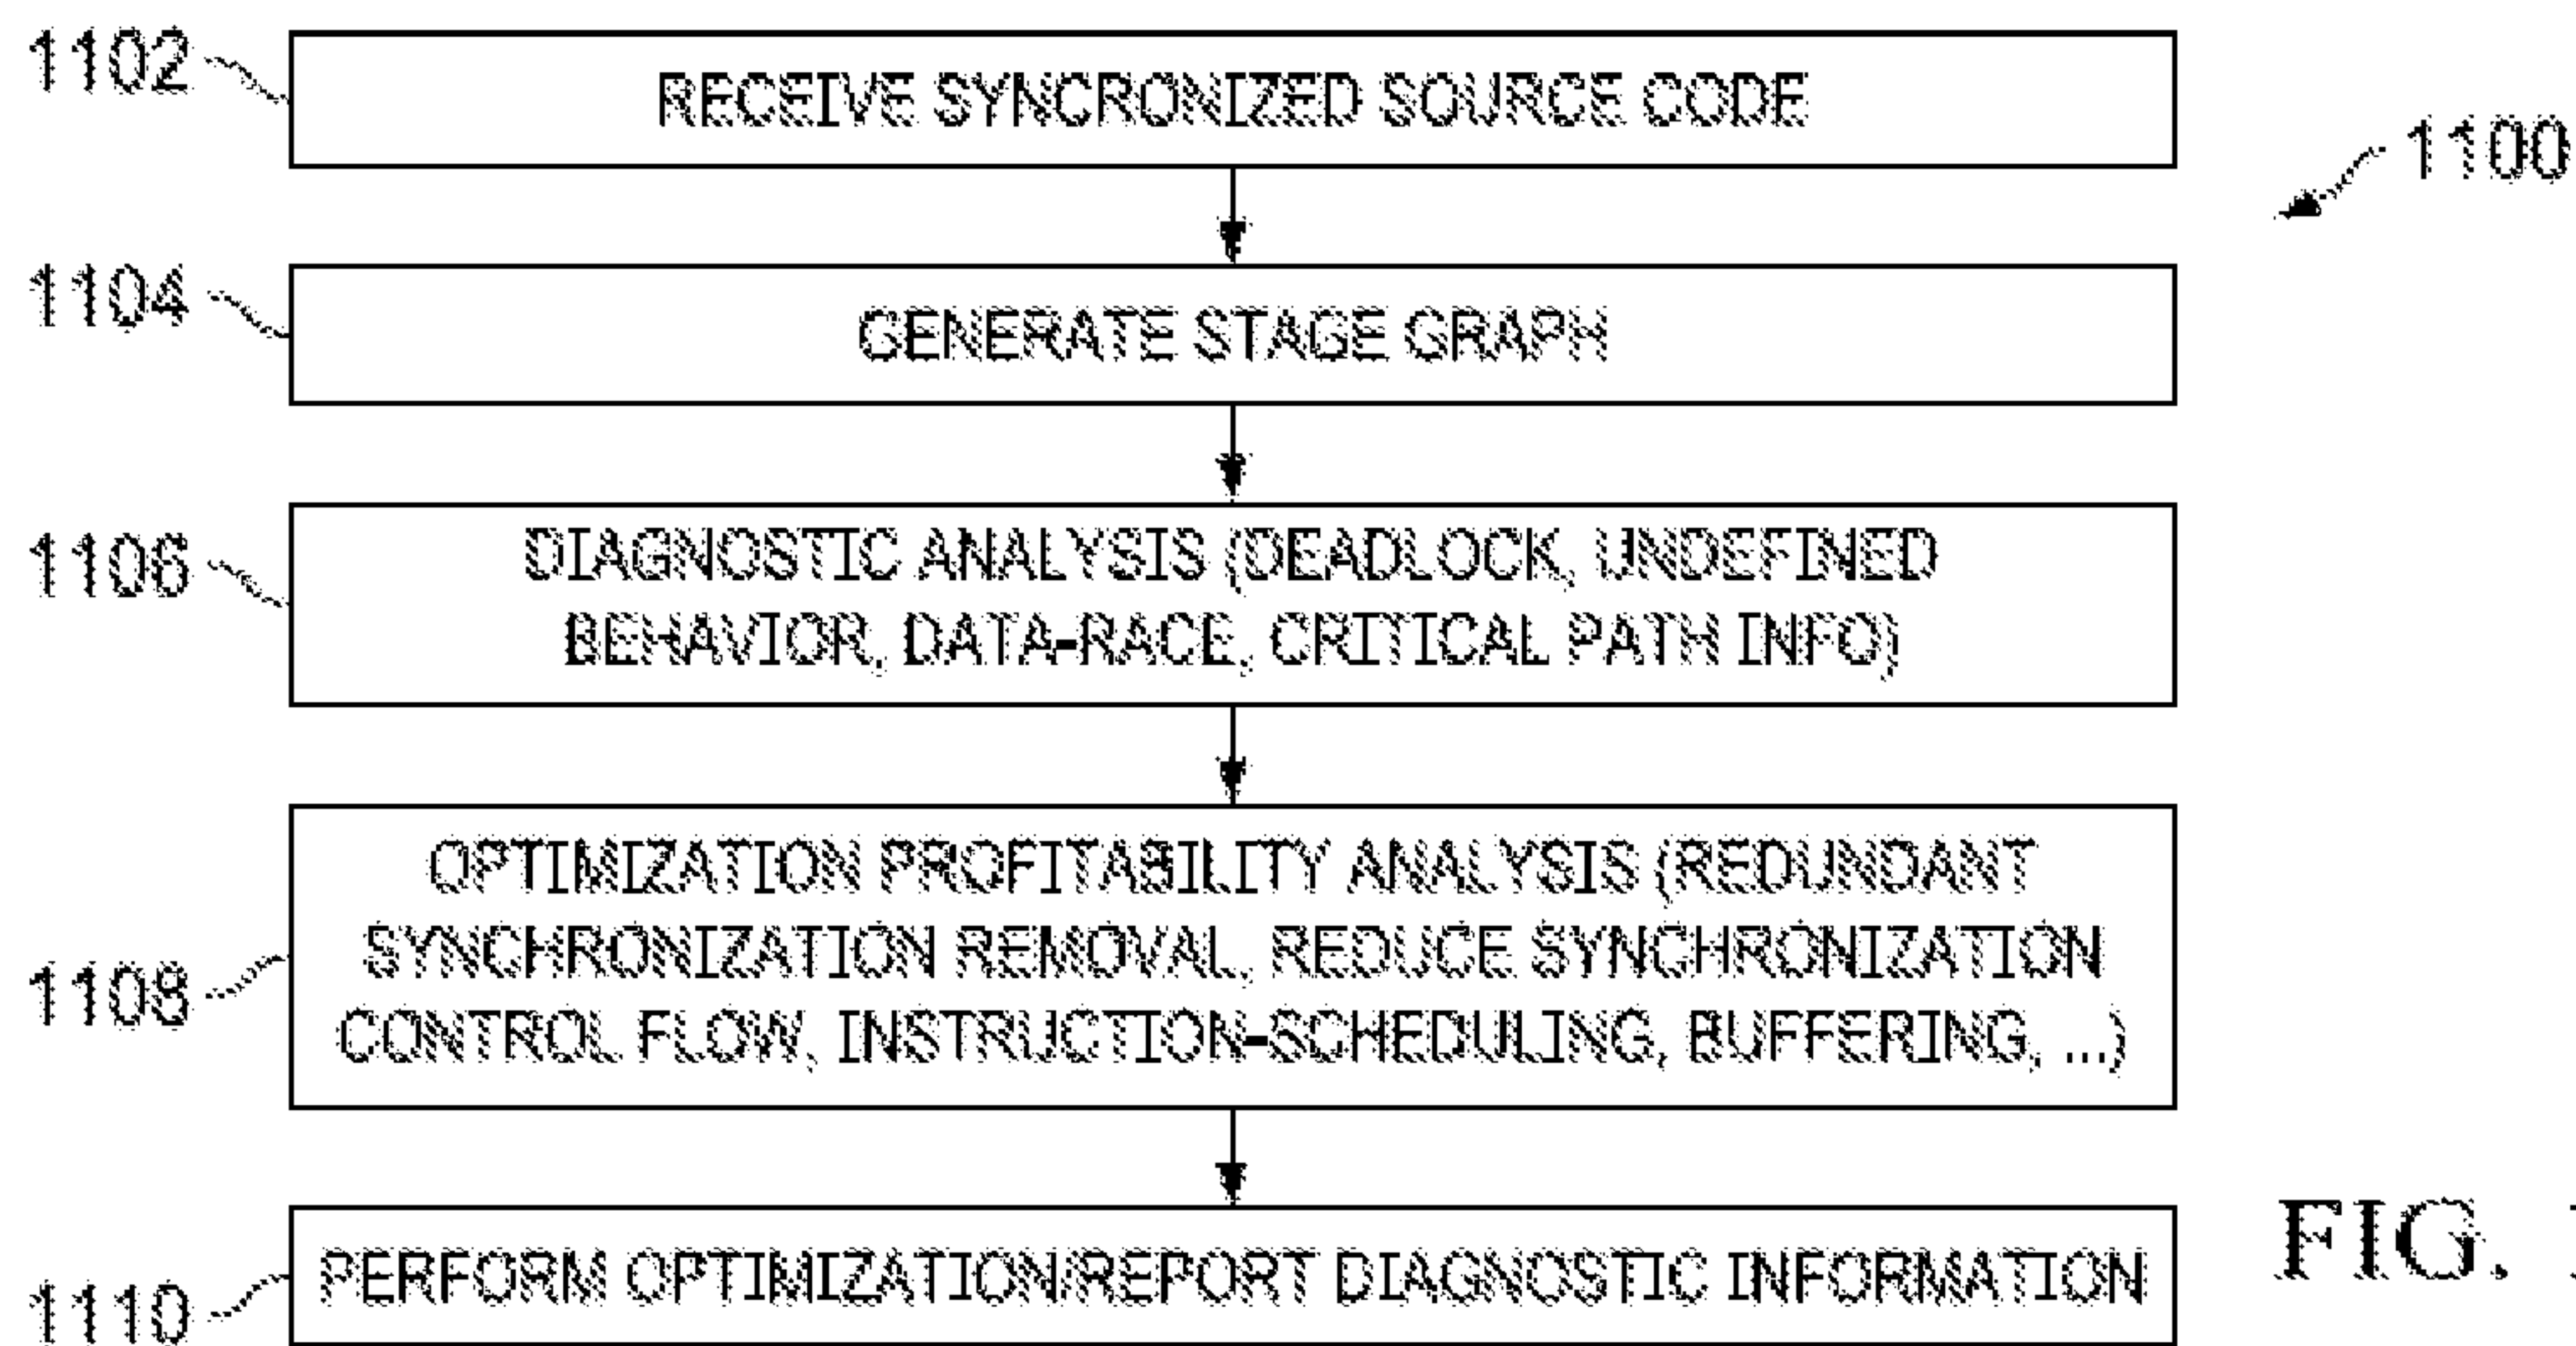 1102
RECEIVE SYNCRONIZED SOURCE CODE
1100
1104
GENERATE STAGE GRAPH
1106
DIAGNOSTIC ANALYSIS (DEADLOCK, UNDEFINED
BEHAVIOR, DATA-RACE, CRITICAL PATH INFO)
1108
OPTIMIZATION PROFITABILITY ANALYSIS (REDUNDANT
SYNCHRONIZATION REMOVAL, REDUCE SYNCHRONIZATION
CONTROL FLOW, INSTRUCTION-SCHEDULING, BUFFERING, ...)
1110
PERFORM OPTIMIZATION/REPORT DIAGNOSTIC INFORMATION
FIG.